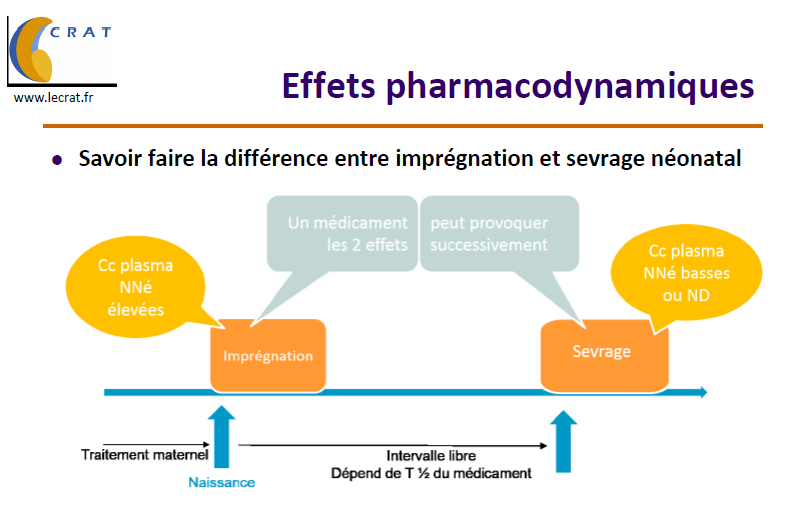 CRAT
www.lecrat.fr
Effets pharmacodynamiques
Savoir faire la différence entre imprégnation et sevrage néonatal
Un médicament
les 2 effets
peut provoquer
successivement
Cc plasma
NNé
élevées
Cc plasma
NNé basses
ou ND
Imprégnation
Sevrage
Traitement maternel
Naissance
Intervalle libre
Dépend de T ½ du médicament